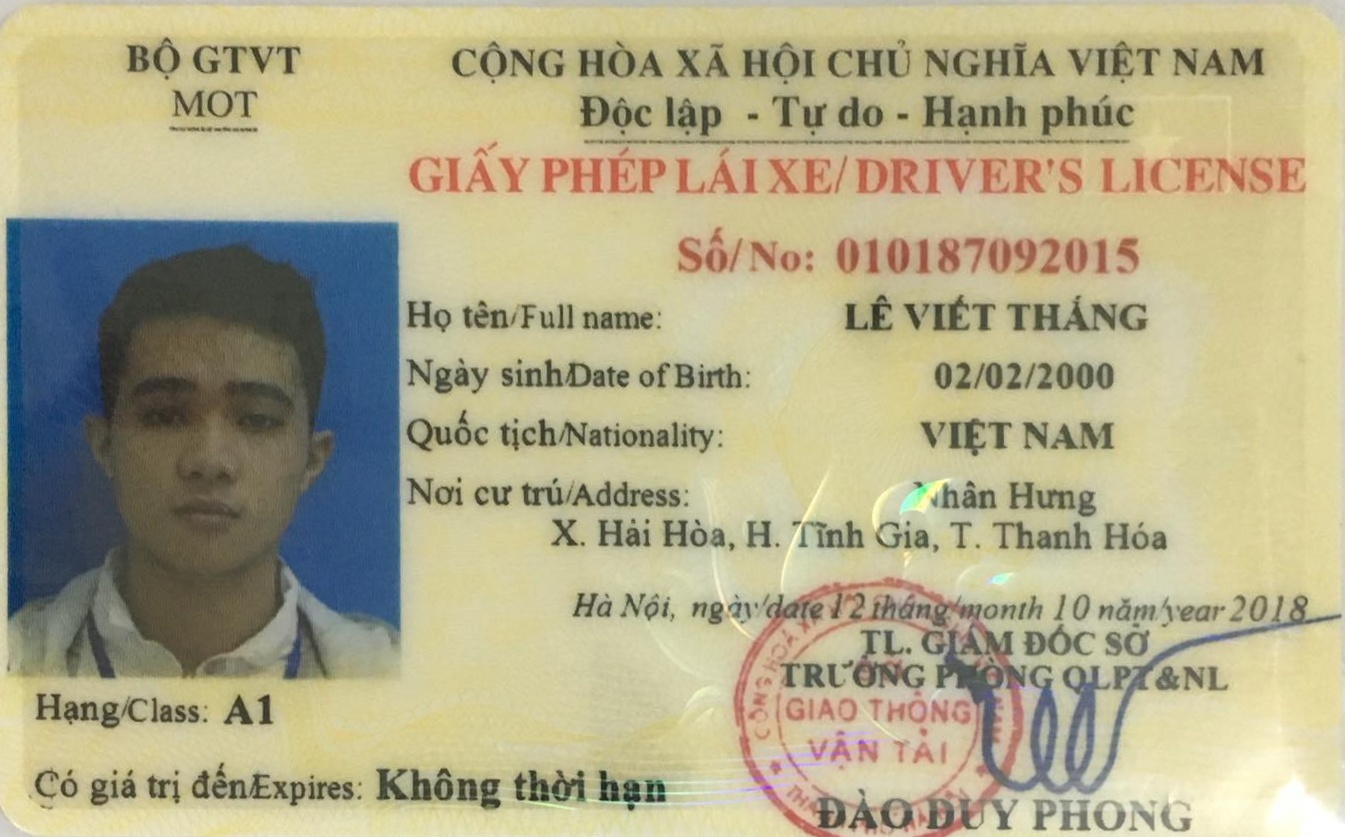 BỘ GTVT
MOT
CỘNG HÒA XÃ HỘI CHỦ NGHĨA VIỆT NAM
Độc lập - Tự do - Hạnh phúc
GIẤY PHÉP LÁI XE/ DRIVER'S LICENSE
Số/ No: 010187092015
Họ tên/Full name: LÊ VIẾT THẮNG
Ngày sinh/Date of Birth: 02/02/2000
Quốc tịch/Nationality: VIỆT NAM
Nơi cư trú/Address: Nhân Hưng
X. Hải Hòa, H. Tĩnh Gia, T. Thanh Hóa
Hà Nội, ngày/date 12 tháng/month 10 năm/year 2018
TL. GIÁM ĐỐC SỞ
TRƯỞNG PHÒNG QLPT&NL
GIAO THÔNG
VẬN TẢI
ĐÀO DUY PHONG
Hạng/Class: A1
Có giá trị đến/Expires: Không thời hạn